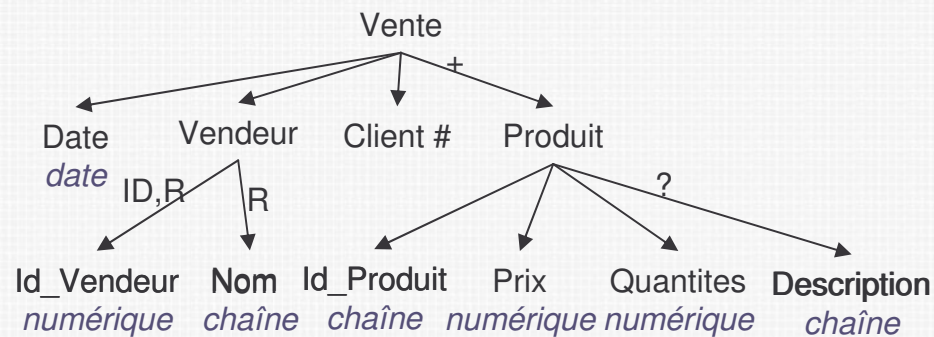 Vente
+
Date Vendeur Client # Produit
date
ID,R R ?
Id_Vendeur Nom Id_Produit Prix Quantites Description
numérique chaîne chaîne numérique numérique chaîne